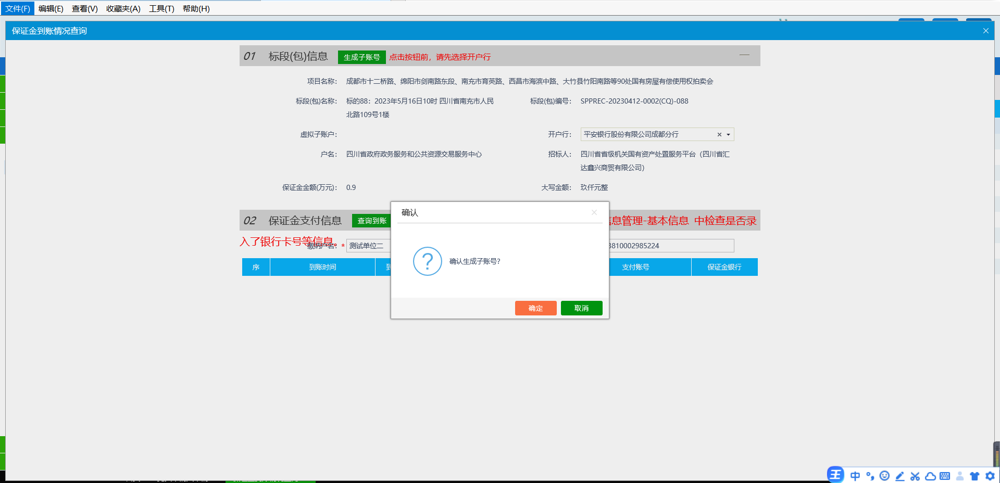 文件(F) 编辑(E) 查看(V) 收藏夹(A) 工具(T) 帮助(H)
保证金到账情况查询
01 标段(包)信息 生成子账号 点击按钮前，请先选择开户行
项目名称： 成都市十二桥路、绵阳市剑南路东段、南充市育英路、西昌市海滨中路、大竹县竹阳南路等90处国有房屋有偿使用权拍卖会
标段(包)名称： 标的88：2023年5月16日10时 四川省南充市人民
北路109号1楼
标段(包)编号： SPPREC-20230412-0002(CQ)-088
虚拟子账户：
开户行： 平安银行股份有限公司成都分行
户名： 四川省政府政务服务和公共资源交易服务中心
招标人： 四川省省级机关国有资产处置服务平台（四川省汇
达鑫兴商贸有限公司）
保证金金额(万元)： 0.9
大写金额： 玖仟元整
02 保证金支付信息 查询到账
息管理-基本信息 中检查是否录
入了银行卡号等信息。
缴纳户名：* 测试单位二
3810002985224
序 到账时间 到 支付账号 保证金银行
确认
确认生成子账号?
确定 取消
王 中